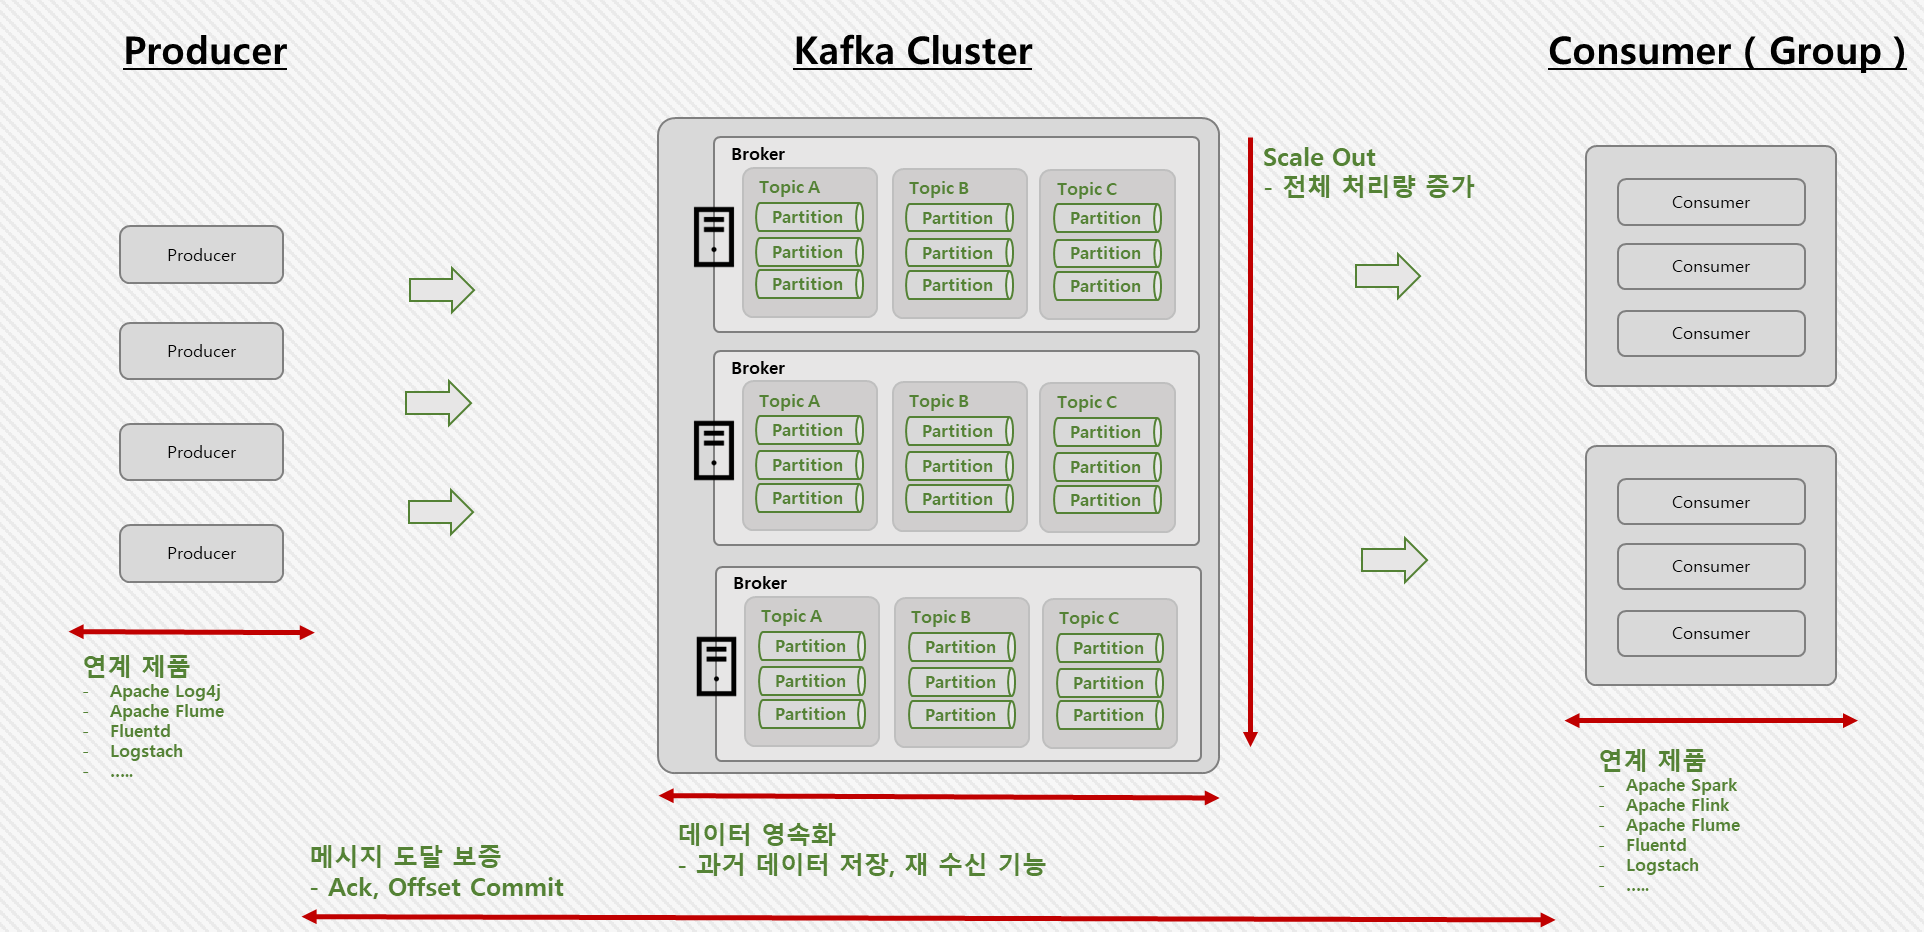 Producer
Kafka Cluster
Consumer ( Group )
Producer
Producer
Producer
Producer
연계 제품
- Apache Log4j
- Apache Flume
- Fluentd
- Logstach
- .....
Broker
Topic A
Partition
Partition
Partition
Topic B
Partition
Partition
Partition
Topic C
Partition
Partition
Partition
Broker
Topic A
Partition
Partition
Partition
Topic B
Partition
Partition
Partition
Topic C
Partition
Partition
Partition
Broker
Topic A
Partition
Partition
Partition
Topic B
Partition
Partition
Partition
Topic C
Partition
Partition
Partition
Scale Out
- 전체 처리량 증가
데이터 영속화
- 과거 데이터 저장, 재 수신 기능
메시지 도달 보증
- Ack, Offset Commit
Consumer
Consumer
Consumer
Consumer
Consumer
Consumer
연계 제품
- Apache Spark
- Apache Flink
- Apache Flume
- Fluentd
- Logstach
- .....